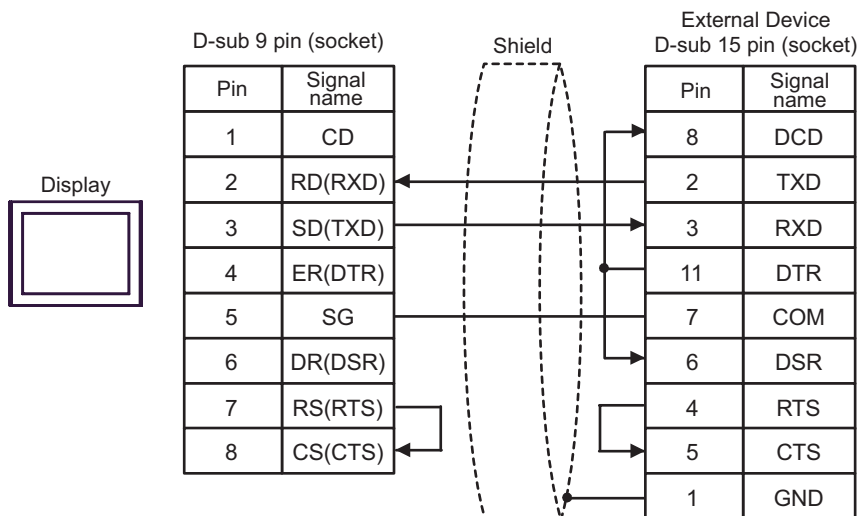 External Device
D-sub 9 pin (socket)
Shield
D-sub 15 pin (socket)
Pin
Signal name
Pin
Signal name
1 CD
8 DCD
Display
2 RD(RXD)
2 TXD
3 SD(TXD)
3 RXD
4 ER(DTR)
11 DTR
5 SG
7 COM
6 DR(DSR)
6 DSR
7 RS(RTS)
4 RTS
8 CS(CTS)
5 CTS
1 GND